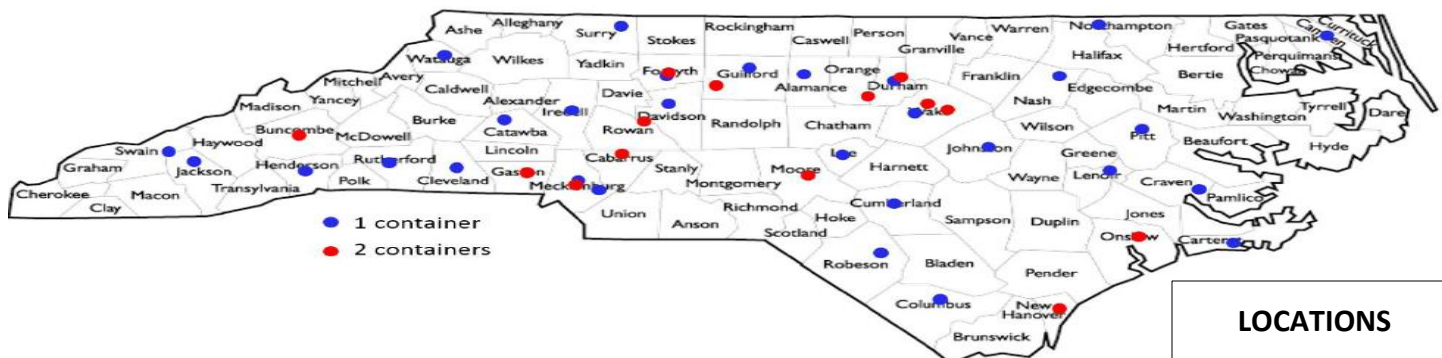 Ashe
Alleghany
Surry
Stokes
Rockingham
Caswell
Person
Vance
Warren
Northampton
Gates
Currituck
Camden
Pasquotank
Perquimans
Chowan
Hertford
Halifax
Granville
Watauga
Wilkes
Yadkin
Forsyth
Guilford
Alamance
Orange
Durham
Franklin
Bertie
Mitchell
Avery
Caldwell
Alexander
Iredell
Davie
Davidson
Randolph
Chatham
Wake
Nash
Edgecombe
Martin
Washington
Tyrrell
Dare
Madison
Yancey
Buncombe
McDowell
Burke
Catawba
Rowan
Wilson
Pitt
Beaufort
Hyde
Swain
Haywood
Henderson
Rutherford
Lincoln
Cabarrus
Stanly
Lee
Harnett
Johnston
Greene
Graham
Jackson
Polk
Cleveland
Gaston
Mecklenburg
Montgomery
Moore
Wayne
Lenoir
Craven
Pamlico
Cherokee
Clay
Macon
Transylvania
Union
Anson
Richmond
Scotland
Hoke
Cumberland
Sampson
Duplin
Jones
Onslow
Carteret
Robeson
Bladen
Pender
Columbus
New
Hanover
Brunswick
1 container
2 containers
LOCATIONS